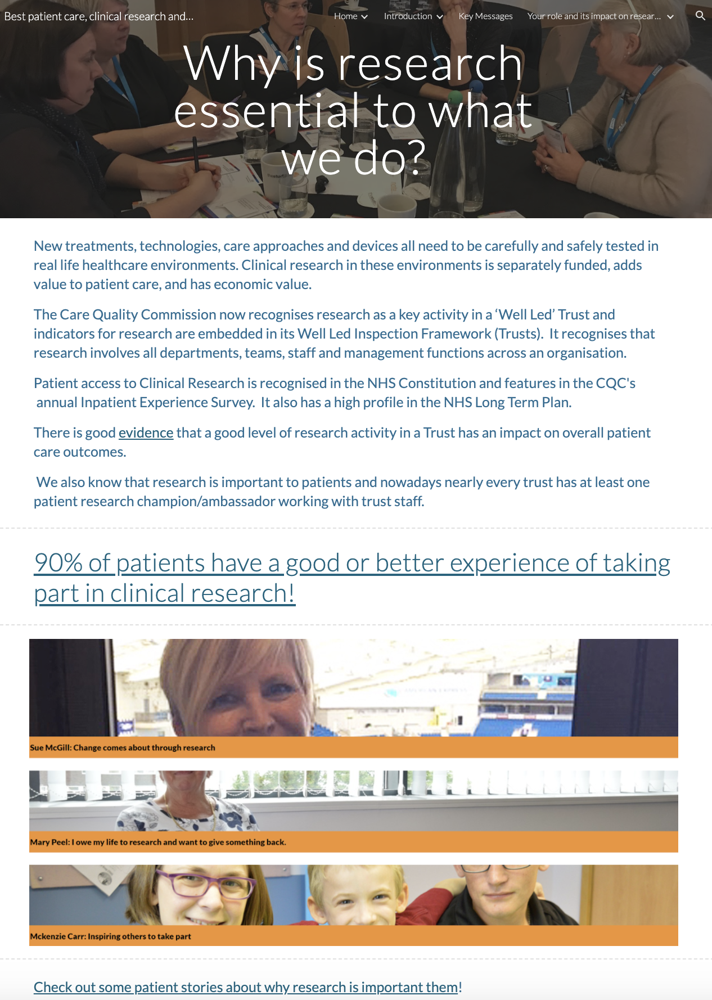 Best patient care, clinical research and...
Home
Introduction
Key Messages
Your role and its impact on resear...
Why is research
essential to what
we do?
New treatments, technologies, care approaches and devices all need to be carefully and safely tested in
real life healthcare environments. Clinical research in these environments is separately funded, adds
value to patient care, and has economic value.
The Care Quality Commission now recognises research as a key activity in a ‘Well Led’ Trust and
indicators for research are embedded in its Well Led Inspection Framework (Trusts).  It recognises that
research involves all departments, teams, staff and management functions across an organisation.
Patient access to Clinical Research is recognised in the NHS Constitution and features in the CQC's
annual Inpatient Experience Survey.  It also has a high profile in the NHS Long Term Plan.
There is good evidence that a good level of research activity in a Trust has an impact on overall patient
care outcomes.
We also know that research is important to patients and nowadays nearly every trust has at least one
patient research champion/ambassador working with trust staff.
90% of patients have a good or better experience of taking
part in clinical research!
Sue McGill: Change comes about through research
Mary Peel: I owe my life to research and want to give something back.
Mckenzie Carr: Inspiring others to take part
Check out some patient stories about why research is important them!